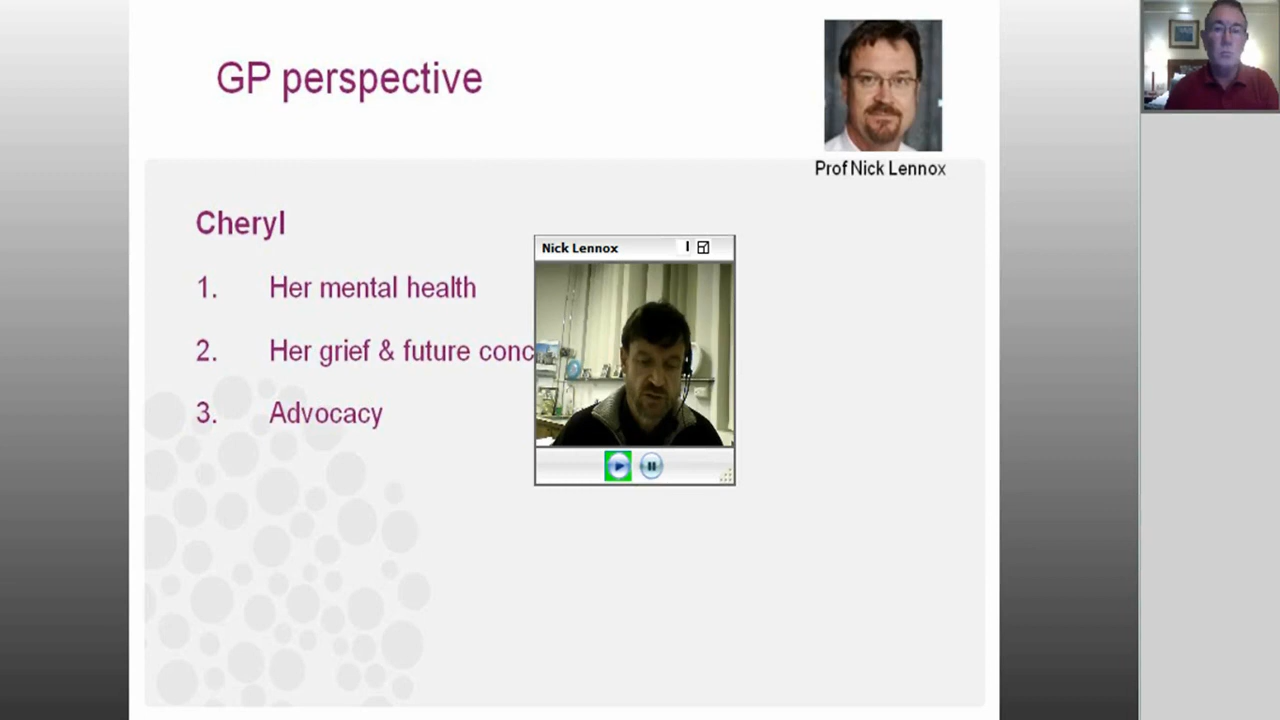 GP perspective
Prof Nick Lennox
Cheryl
Nick Lennox
1. Her mental health
2. Her grief & future conc
3. Advocacy